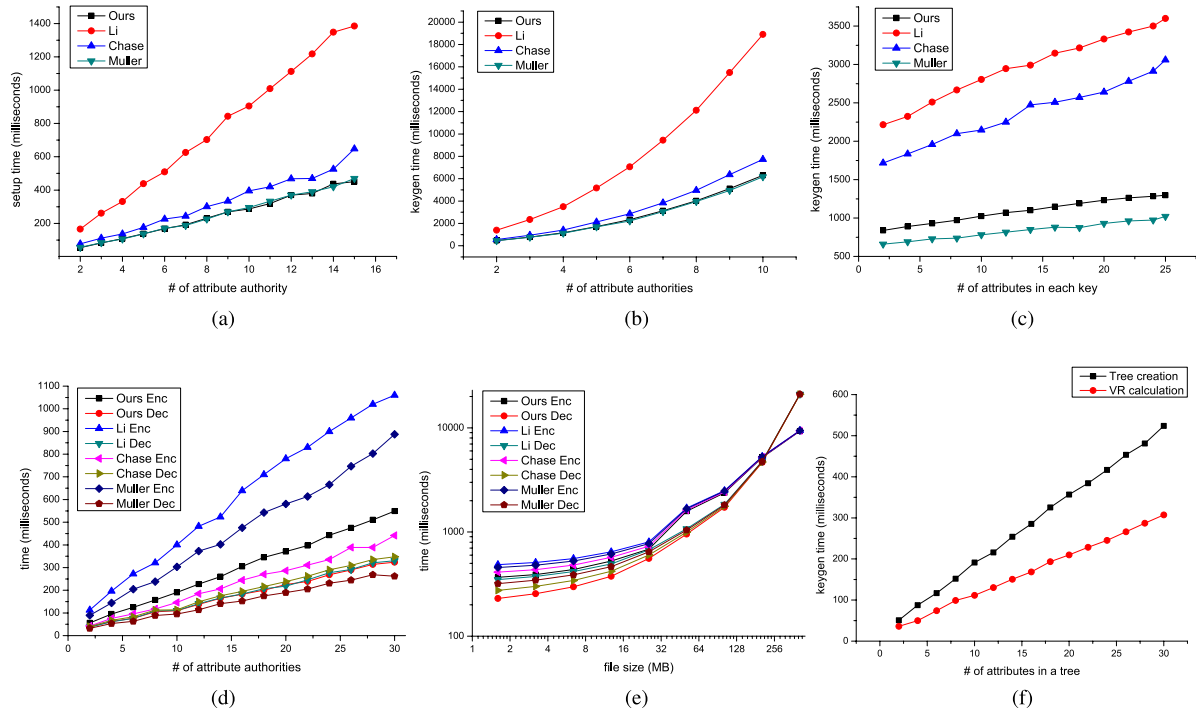 1400
1200
1000
800
600
400
200
setup time (milliseconds)
Ours
Li
Chase
Muller
2 4 6 8 10 12 14 16
# of attribute authority
(a)
20000
18000
16000
14000
12000
10000
8000
6000
4000
2000
0
keygen time (milliseconds)
Ours
Li
Chase
Muller
2 4 6 8 10
# of attribute authorities
(b)
3500
3000
2500
2000
1500
1000
500
keygen time (milliseconds)
Ours
Li
Chase
Muller
0 5 10 15 20 25
# of attributes in each key
(c)
1100
1000
900
800
700
600
500
400
300
200
100
0
time (milliseconds)
Ours Enc
Ours Dec
Li Enc
Li Dec
Chase Enc
Chase Dec
Muller Enc
Muller Dec
0 5 10 15 20 25 30
# of attribute authorities
(d)
10000
1000
100
time (milliseconds)
Ours Enc
Ours Dec
Li Enc
Li Dec
Chase Enc
Chase Dec
Muller Enc
Muller Dec
1 2 4 8 16 32 64 128 256
file size (MB)
(e)
600
500
400
300
200
100
0
keygen time (milliseconds)
Tree creation
VR calculation
0 5 10 15 20 25 30
# of attributes in a tree
(f)